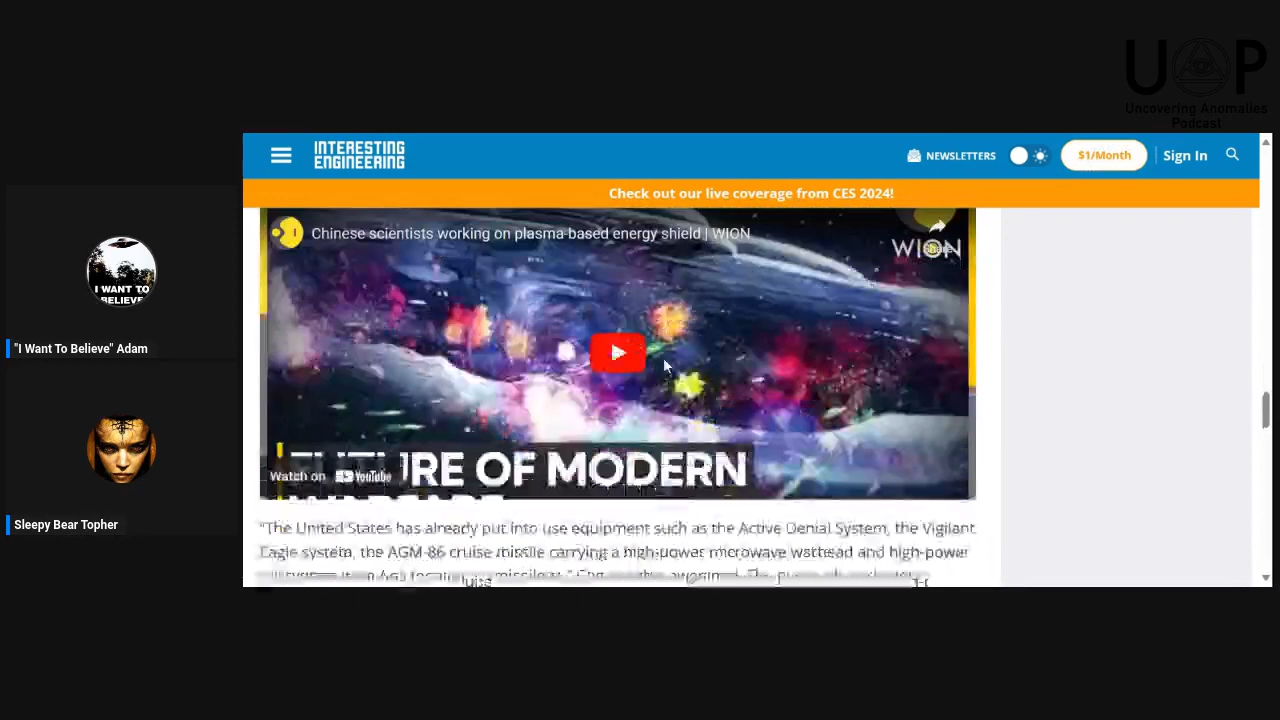 UAP
Uncovering Anomalies
Podcast
INTERESTING
ENGINEERING
NEWSLETTERS
$1/Month
Sign In
Check out our live coverage from CES 2024!
Chinese scientists working on plasma-based energy shield | WION
Share
WION
I WANT TO
BELIEVE
"I Want To Believe" Adam
Watch on YouTube
FUTURE OF MODERN
Sleepy Bear Topher
"The United States has already put into use equipment such as the Active Denial System, the Vigilant
Eagle system, the AGM-86 cruise missile carrying a high-power microwave warhead and high-power